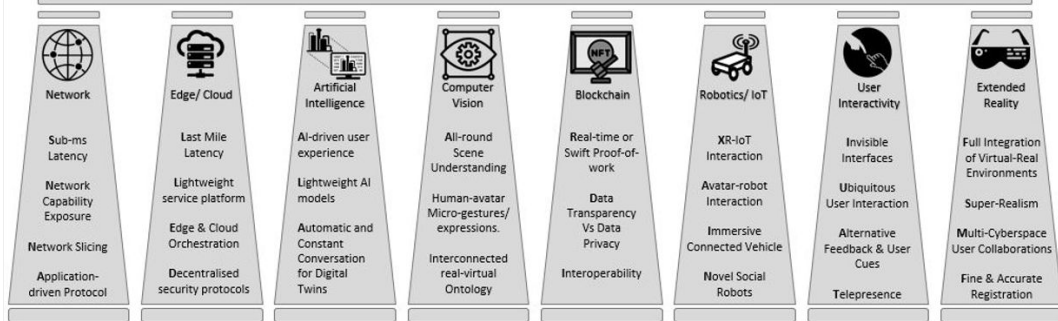 Network
Sub-ms
Latency
Network
Capability
Exposure
Network Slicing
Application-
driven Protocol
Edge/ Cloud
Last Mile
Latency
Lightweight
service platform
Edge & Cloud
Orchestration
Decentralised
security protocols
Artificial
Intelligence
AI-driven user
experience
Lightweight AI
models
Automatic and
Constant
Conversation
for Digital
Twins
Computer
Vision
All-round
Scene
Understanding
Human-avatar
Micro-gestures/
expressions.
Interconnected
real-virtual
Ontology
NFT
Blockchain
Real-time or
Swift Proof-of-
work
Data
Transparency
Vs Data
Privacy
Interoperability
Robotics/ IoT
XR-IoT
Interaction
Avatar-robot
Interaction
Immersive
Connected Vehicle
Novel Social
Robots
User
Interactivity
Invisible
Interfaces
Ubiquitous
User Interaction
Alternative
Feedback & User
Cues
Telepresence
Extended
Reality
Full Integration
of Virtual-Real
Environments
Super-Realism
Multi-Cyberspace
User Collaborations
Fine & Accurate
Registration